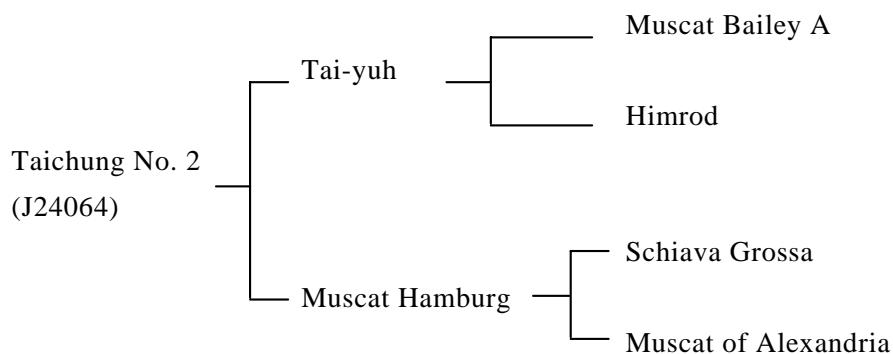 Muscat Bailey A
Tai-yuh
Himrod
Taichung No. 2
(J24064)
Schiava Grossa
Muscat Hamburg
Muscat of Alexandria